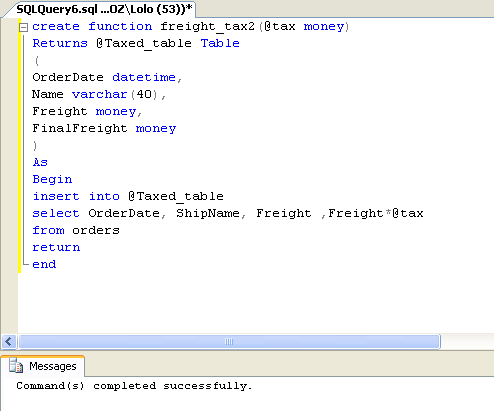 SQLQuery6.sql ...OZ\Lolo (53))*
create function freight_tax2(@tax money)
Returns @Taxed_table Table
(
OrderDate datetime,
Name varchar(40),
Freight money,
FinalFreight money
)
As
Begin
insert into @Taxed_table
select OrderDate, ShipName, Freight ,Freight*@tax
from orders
return
end
Messages
Command(s) completed successfully.